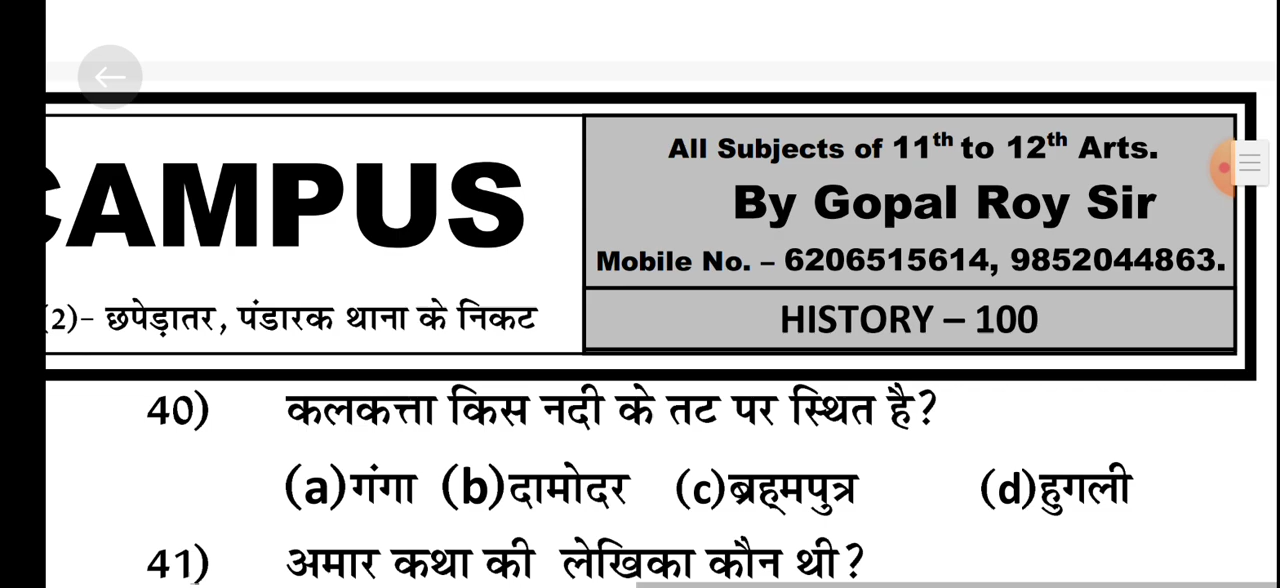 CAMPUS
2)- छपेड़ातर, पंडारक थाना के निकट
All Subjects of 11th to 12th Arts.
By Gopal Roy Sir
Mobile No. – 6206515614, 9852044863.
HISTORY – 100
40) कलकत्ता किस नदी के तट पर स्थित है?
(a)गंगा (b)दामोदर (c)ब्रह्मपुत्र (d)हुगली
41) अमार कथा की लेखिका कौन थी?